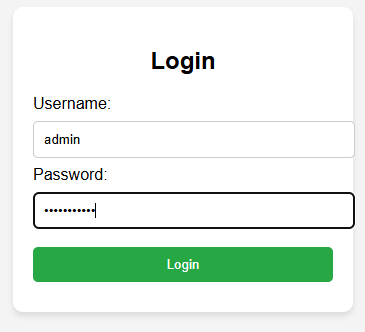 Login
Username:
admin
Password:
•••••••••••
Login